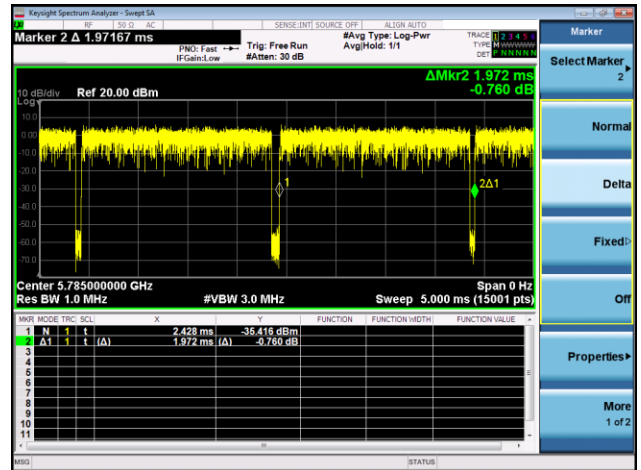 Keysight Spectrum Analyzer - Swept SA
RF 50 Ω AC SENSE:INT SOURCE OFF ALIGN AUTO
Marker 2 Δ 1.97167 ms
PNO: Fast
IFGain:Low
Trig: Free Run
#Atten: 30 dB
#Avg Type: Log-Pwr
Avg|Hold: 1/1
TRACE 1 2 3 4 5 6
TYPE M WWWWW
DET P NNNNN
ΔMkr2 1.972 ms
-0.760 dB
10 dB/div Ref 20.00 dBm
Log
10.0
0.00
-10.0
-20.0
-30.0
-40.0
-50.0
-60.0
-70.0
1
2Δ1
Center 5.785000000 GHz Span 0 Hz
Res BW 1.0 MHz #VBW 3.0 MHz Sweep 5.000 ms (15001 pts)
MKR MODE TRC SCL X Y FUNCTION FUNCTION WIDTH FUNCTION VALUE
1 N 1 t 2.428 ms -35.416 dBm
2 Δ1 1 t (Δ) 1.972 ms (Δ) -0.760 dB
3
4
5
6
7
8
9
10
11
MSG STATUS
Marker
Select Marker
2
Normal
Delta
Fixed
Off
Properties
More
1 of 2